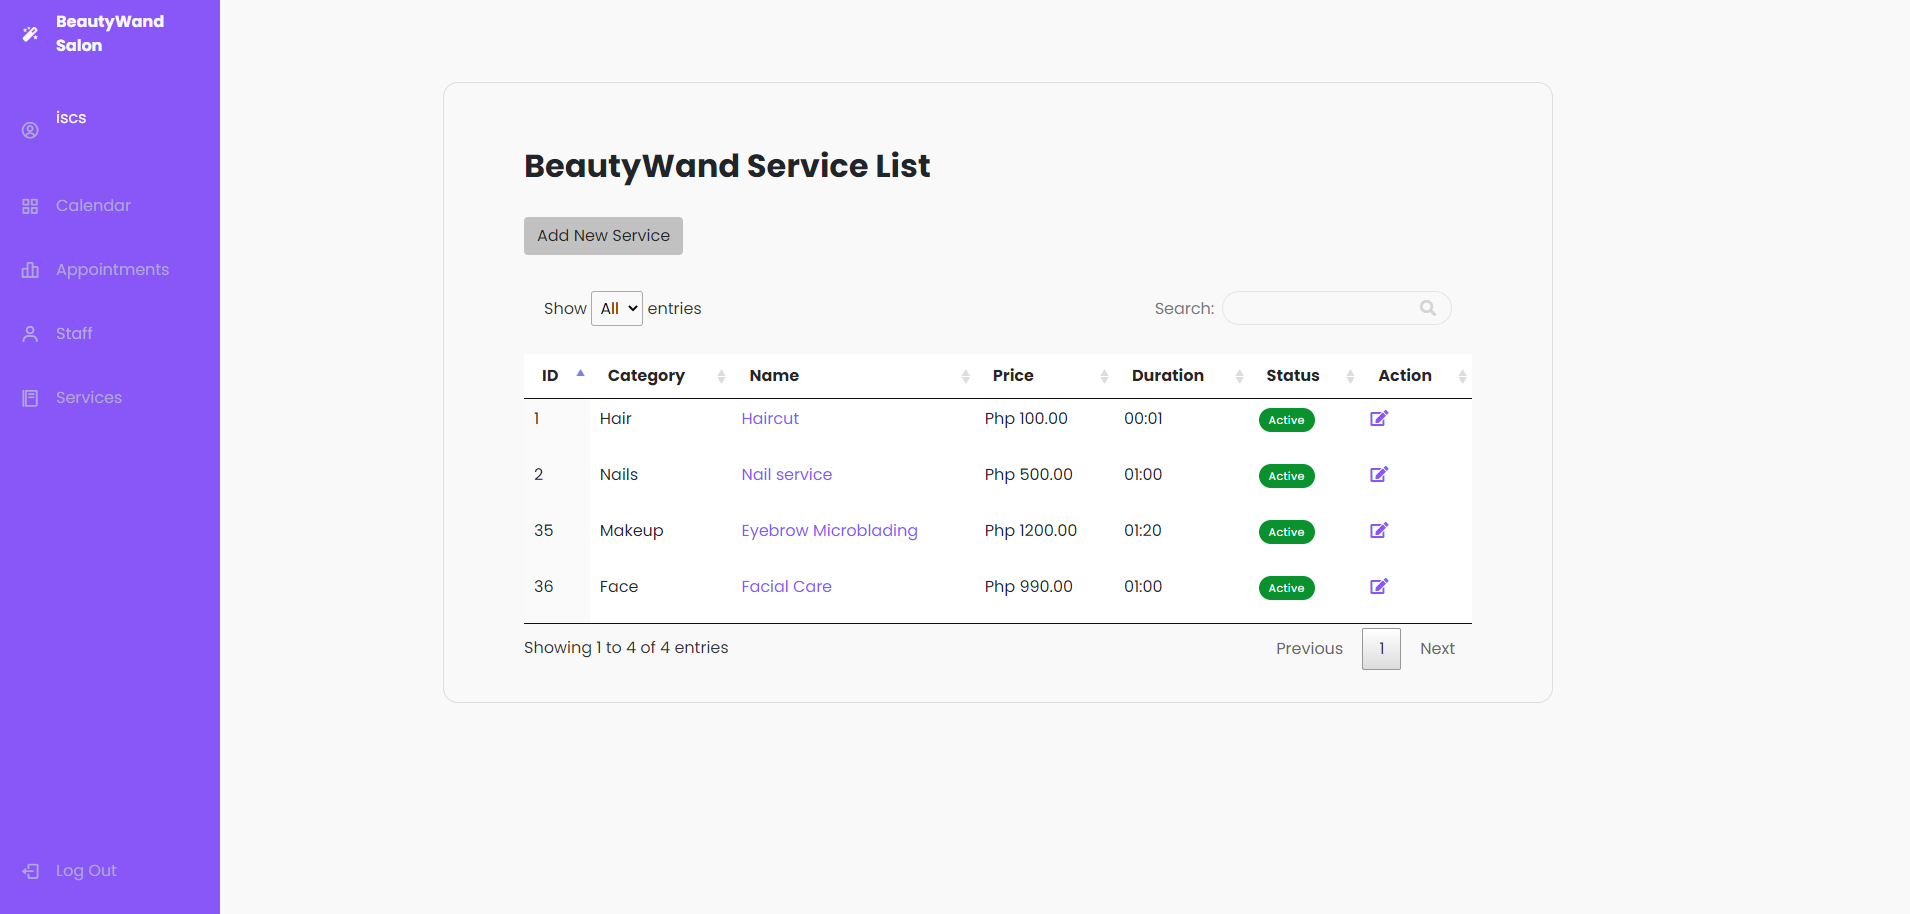 BeautyWand
Salon
iscs
Calendar
Appointments
Staff
Services
Log Out
BeautyWand Service List
Add New Service
Show All entries
Search:
ID Category Name Price Duration Status Action
1 Hair Haircut Php 100.00 00:01 Active
2 Nails Nail service Php 500.00 01:00 Active
35 Makeup Eyebrow Microblading Php 1200.00 01:20 Active
36 Face Facial Care Php 990.00 01:00 Active
Showing 1 to 4 of 4 entries
Previous 1 Next